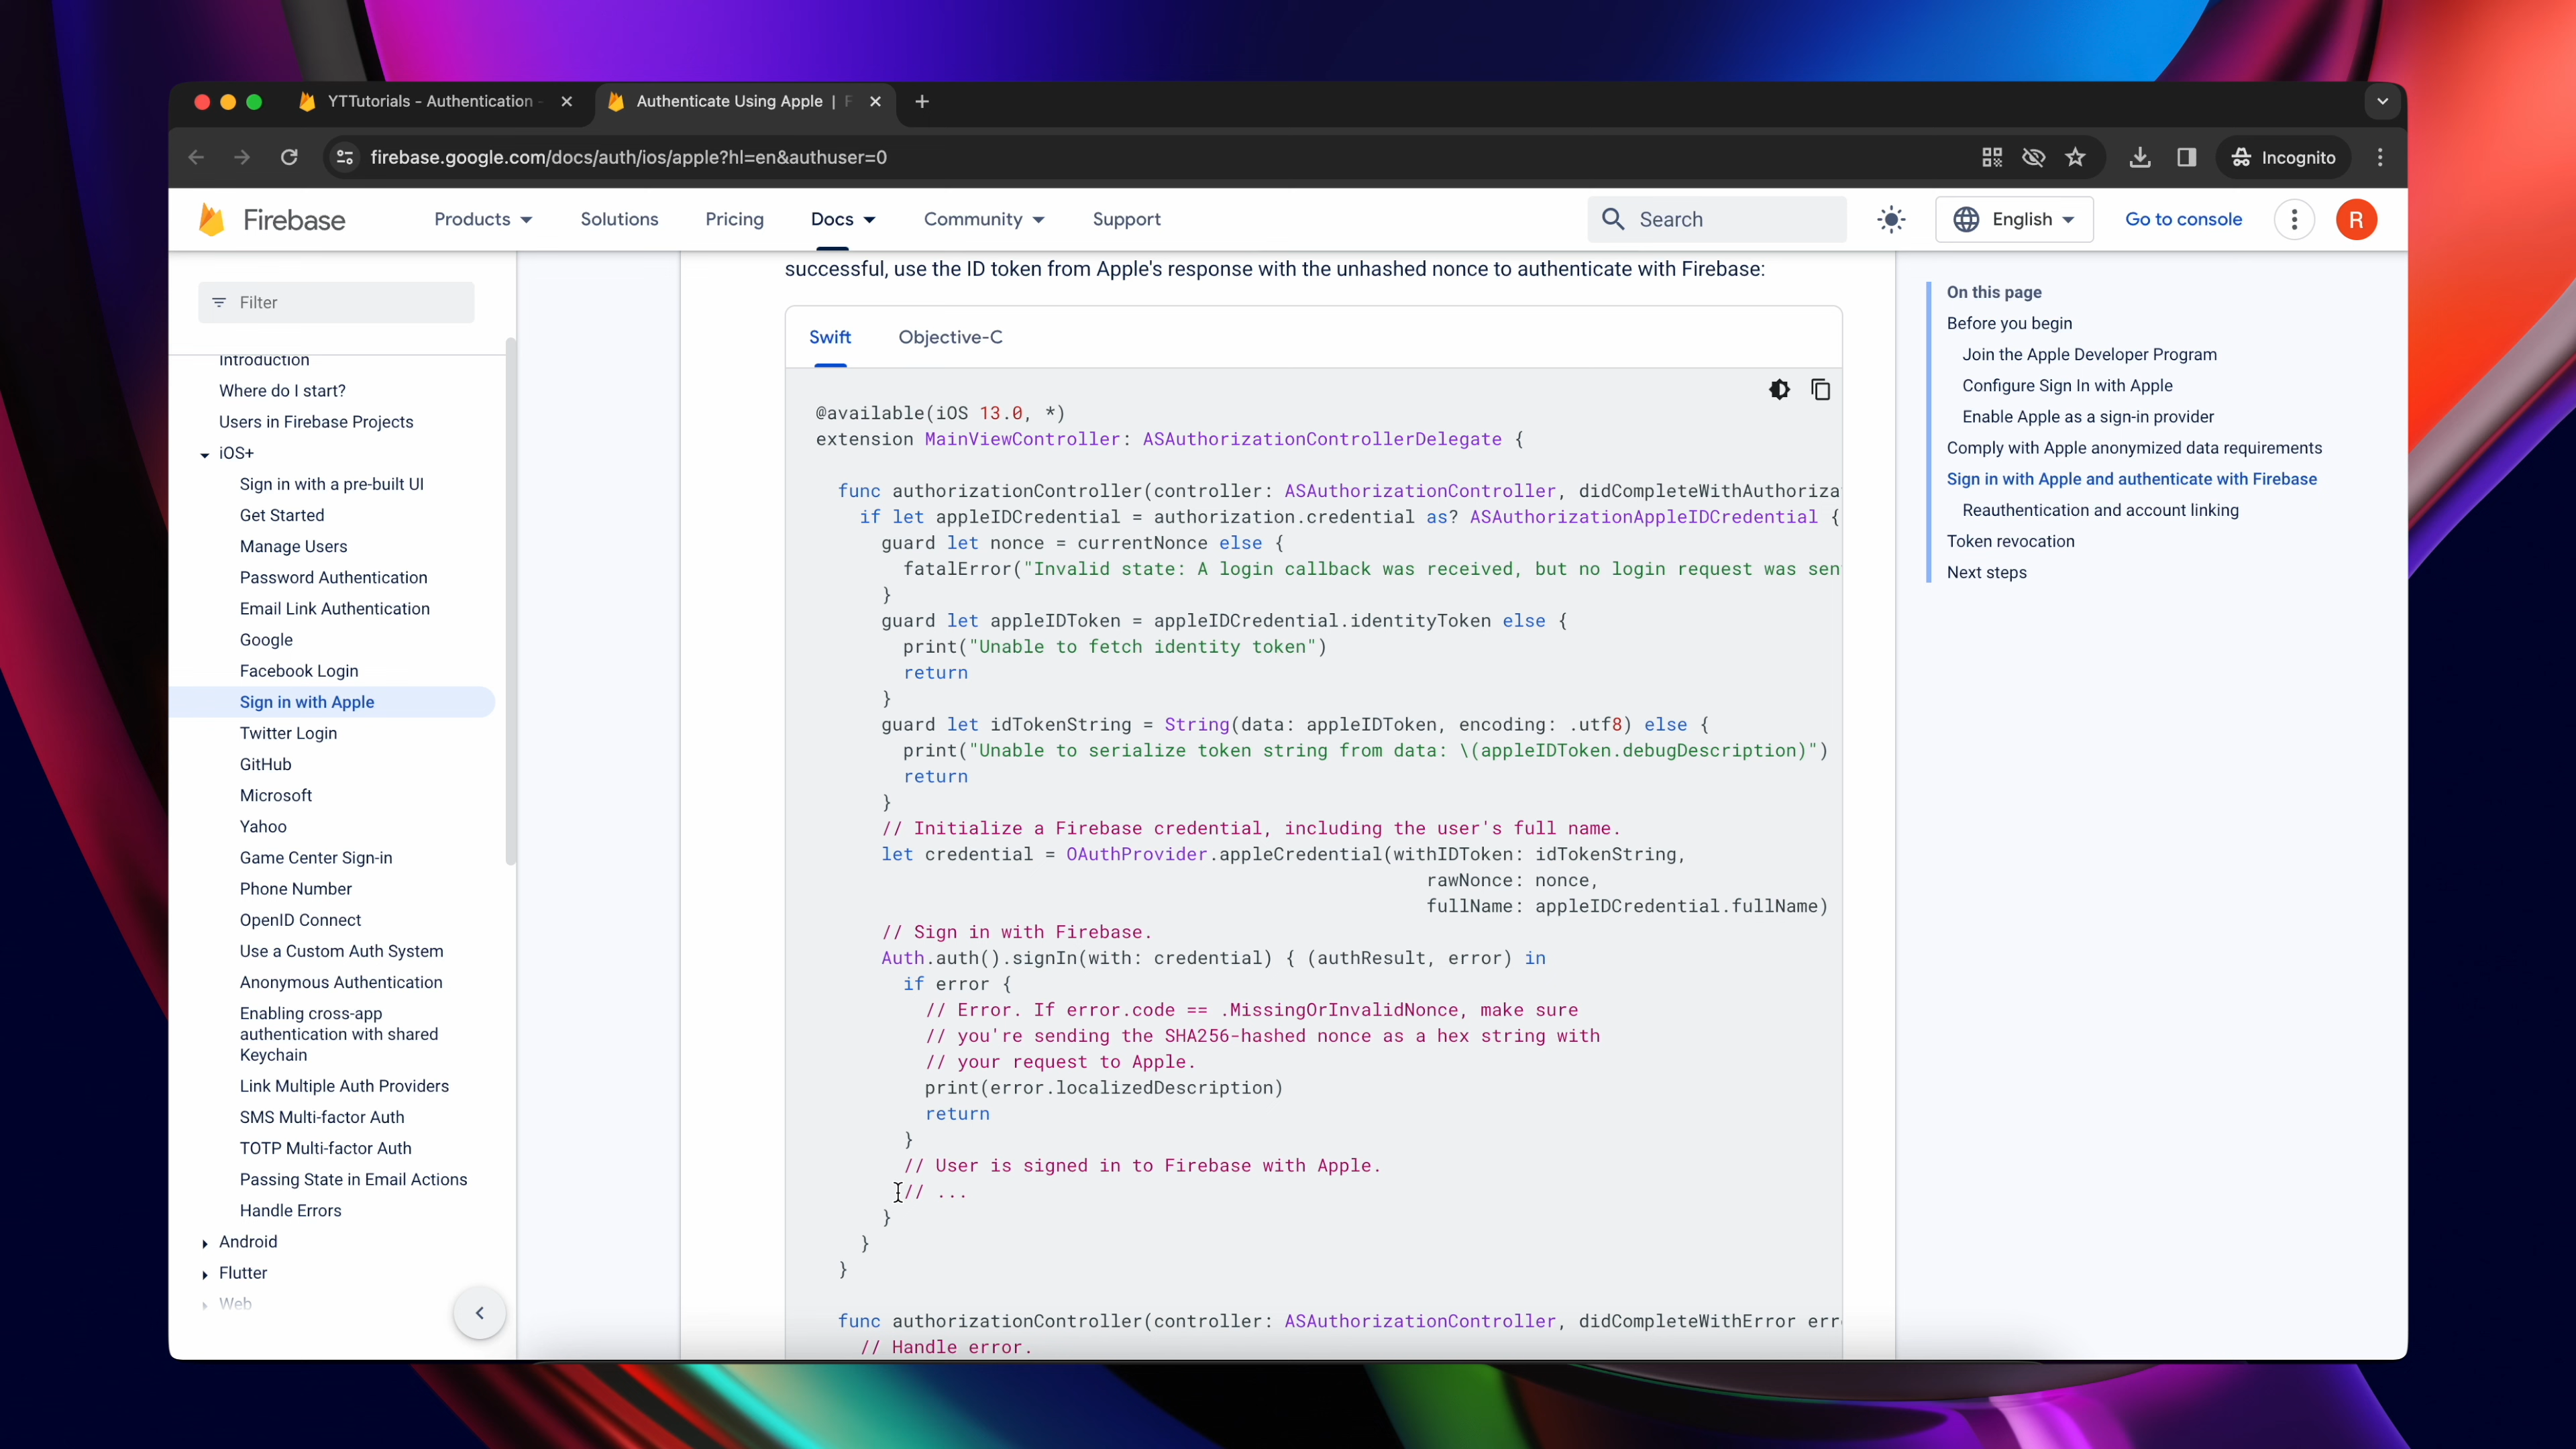 YTTutorials - Authentication
Authenticate Using Apple | F
firebase.google.com/docs/auth/ios/apple?hl=en&authuser=0
Incognito
Firebase
Products
Solutions
Pricing
Docs
Community
Support
Search
English
Go to console
R
Filter
Introduction
Where do I start?
Users in Firebase Projects
iOS+
Sign in with a pre-built UI
Get Started
Manage Users
Password Authentication
Email Link Authentication
Google
Facebook Login
Sign in with Apple
Twitter Login
GitHub
Microsoft
Yahoo
Game Center Sign-in
Phone Number
OpenID Connect
Use a Custom Auth System
Anonymous Authentication
Enabling cross-app
authentication with shared
Keychain
Link Multiple Auth Providers
SMS Multi-factor Auth
TOTP Multi-factor Auth
Passing State in Email Actions
Handle Errors
Android
Flutter
Web
successful, use the ID token from Apple's response with the unhashed nonce to authenticate with Firebase:
Swift
Objective-C
@available(iOS 13.0, *)
extension MainViewController: ASAuthorizationControllerDelegate {
func authorizationController(controller: ASAuthorizationController, didCompleteWithAuthoriza
if let appleIDCredential = authorization.credential as? ASAuthorizationAppleIDCredential {
guard let nonce = currentNonce else {
fatalError("Invalid state: A login callback was received, but no login request was sen
}
guard let appleIDToken = appleIDCredential.identityToken else {
print("Unable to fetch identity token")
return
}
guard let idTokenString = String(data: appleIDToken, encoding: .utf8) else {
print("Unable to serialize token string from data: \(appleIDToken.debugDescription)")
return
}
// Initialize a Firebase credential, including the user's full name.
let credential = OAuthProvider.appleCredential(withIDToken: idTokenString,
rawNonce: nonce,
fullName: appleIDCredential.fullName)
// Sign in with Firebase.
Auth.auth().signIn(with: credential) { (authResult, error) in
if error {
// Error. If error.code == .MissingOrInvalidNonce, make sure
// you're sending the SHA256-hashed nonce as a hex string with
// your request to Apple.
print(error.localizedDescription)
return
}
// User is signed in to Firebase with Apple.
// ...
}
}
}
func authorizationController(controller: ASAuthorizationController, didCompleteWithError err
// Handle error.
On this page
Before you begin
Join the Apple Developer Program
Configure Sign In with Apple
Enable Apple as a sign-in provider
Comply with Apple anonymized data requirements
Sign in with Apple and authenticate with Firebase
Reauthentication and account linking
Token revocation
Next steps